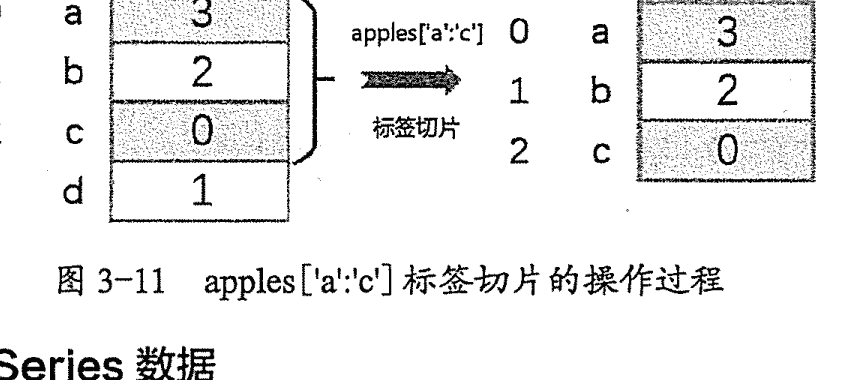 a 3
apples['a':'c'] 0 a 3
b 2
1 b 2
c 0
标签切片
2 c 0
d 1
图 3-11 apples['a':'c']标签切片的操作过程
Series 数据